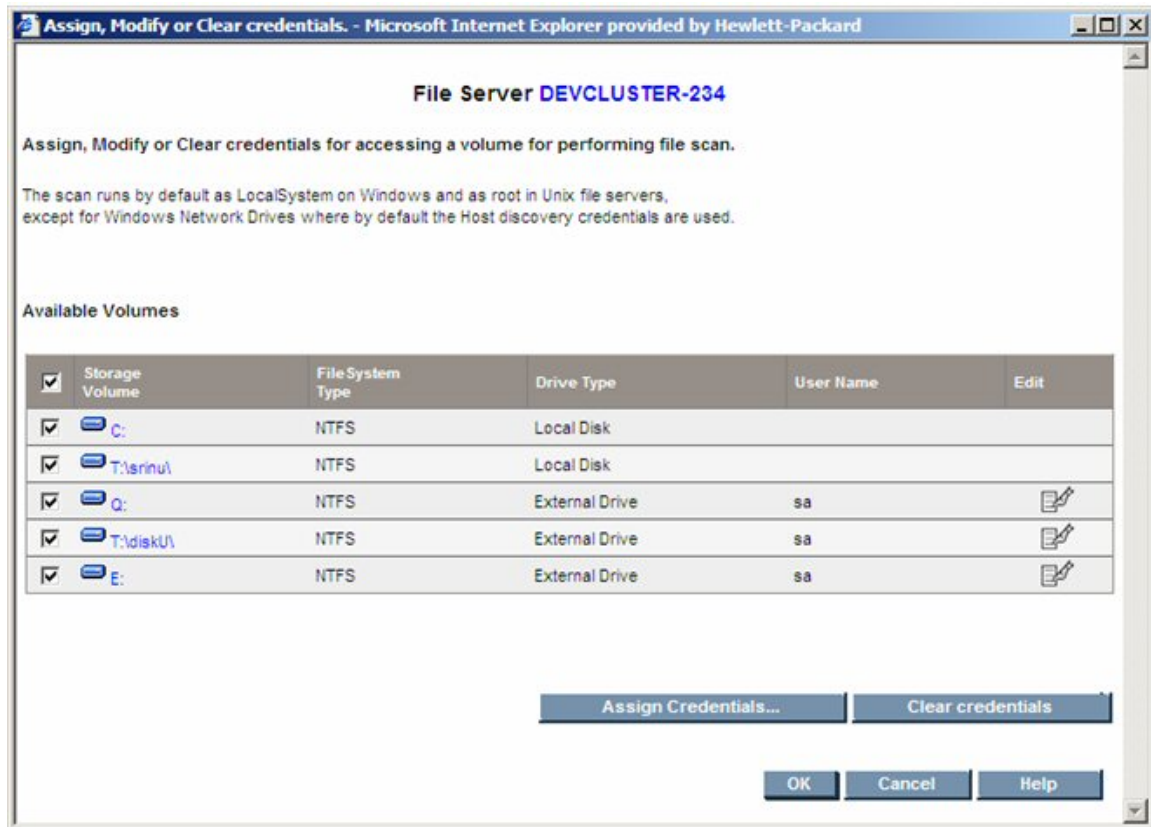 Assign, Modify or Clear credentials. - Microsoft Internet Explorer provided by Hewlett-Packard
File Server DEVCLUSTER-234
Assign, Modify or Clear credentials for accessing a volume for performing file scan.
The scan runs by default as LocalSystem on Windows and as root in Unix file servers,
except for Windows Network Drives where by default the Host discovery credentials are used.
Available Volumes
Storage Volume FileSystem Type Drive Type User Name Edit
C: NTFS Local Disk
T:\srinu\ NTFS Local Disk
Q: NTFS External Drive sa
T:\diskU\ NTFS External Drive sa
E: NTFS External Drive sa
Assign Credentials... Clear credentials
OK Cancel Help